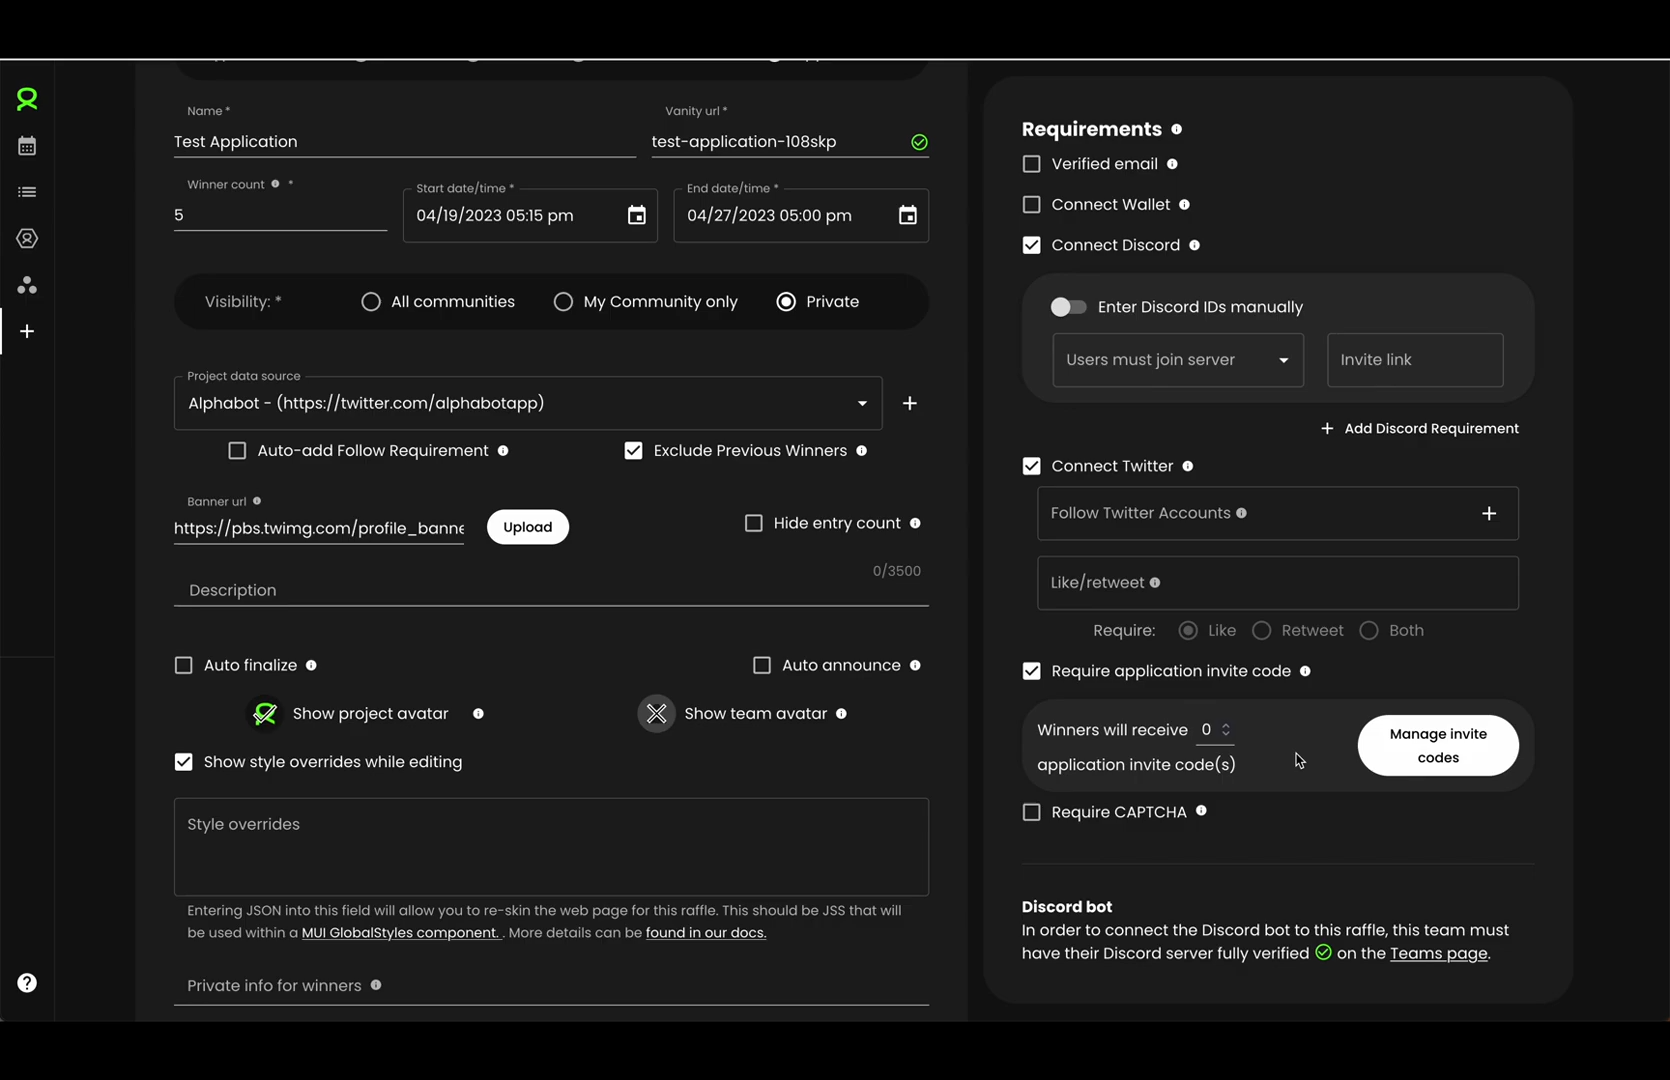 Name *
Test Application
Vanity url *
test-application-108skp
Winner count *
5
Start date/time *
04/19/2023 05:15 pm
End date/time *
04/27/2023 05:00 pm
Visibility: *
All communities
My Community only
Private
Project data source
Alphabot - (https://twitter.com/alphabotapp)
Auto-add Follow Requirement
Exclude Previous Winners
Banner url
https://pbs.twimg.com/profile_banne
Upload
Hide entry count
0/3500
Description
Auto finalize
Auto announce
Show project avatar
Show team avatar
Show style overrides while editing
Style overrides
Entering JSON into this field will allow you to re-skin the web page for this raffle. This should be JSS that will
be used within a MUI GlobalStyles component. . More details can be found in our docs.
Private info for winners
Requirements
Verified email
Connect Wallet
Connect Discord
Enter Discord IDs manually
Users must join server
Invite link
+ Add Discord Requirement
Connect Twitter
Follow Twitter Accounts
Like/retweet
Require:
Like
Retweet
Both
Require application invite code
Winners will receive 0
application invite code(s)
Manage invite
codes
Require CAPTCHA
Discord bot
In order to connect the Discord bot to this raffle, this team must
have their Discord server fully verified on the Teams page.